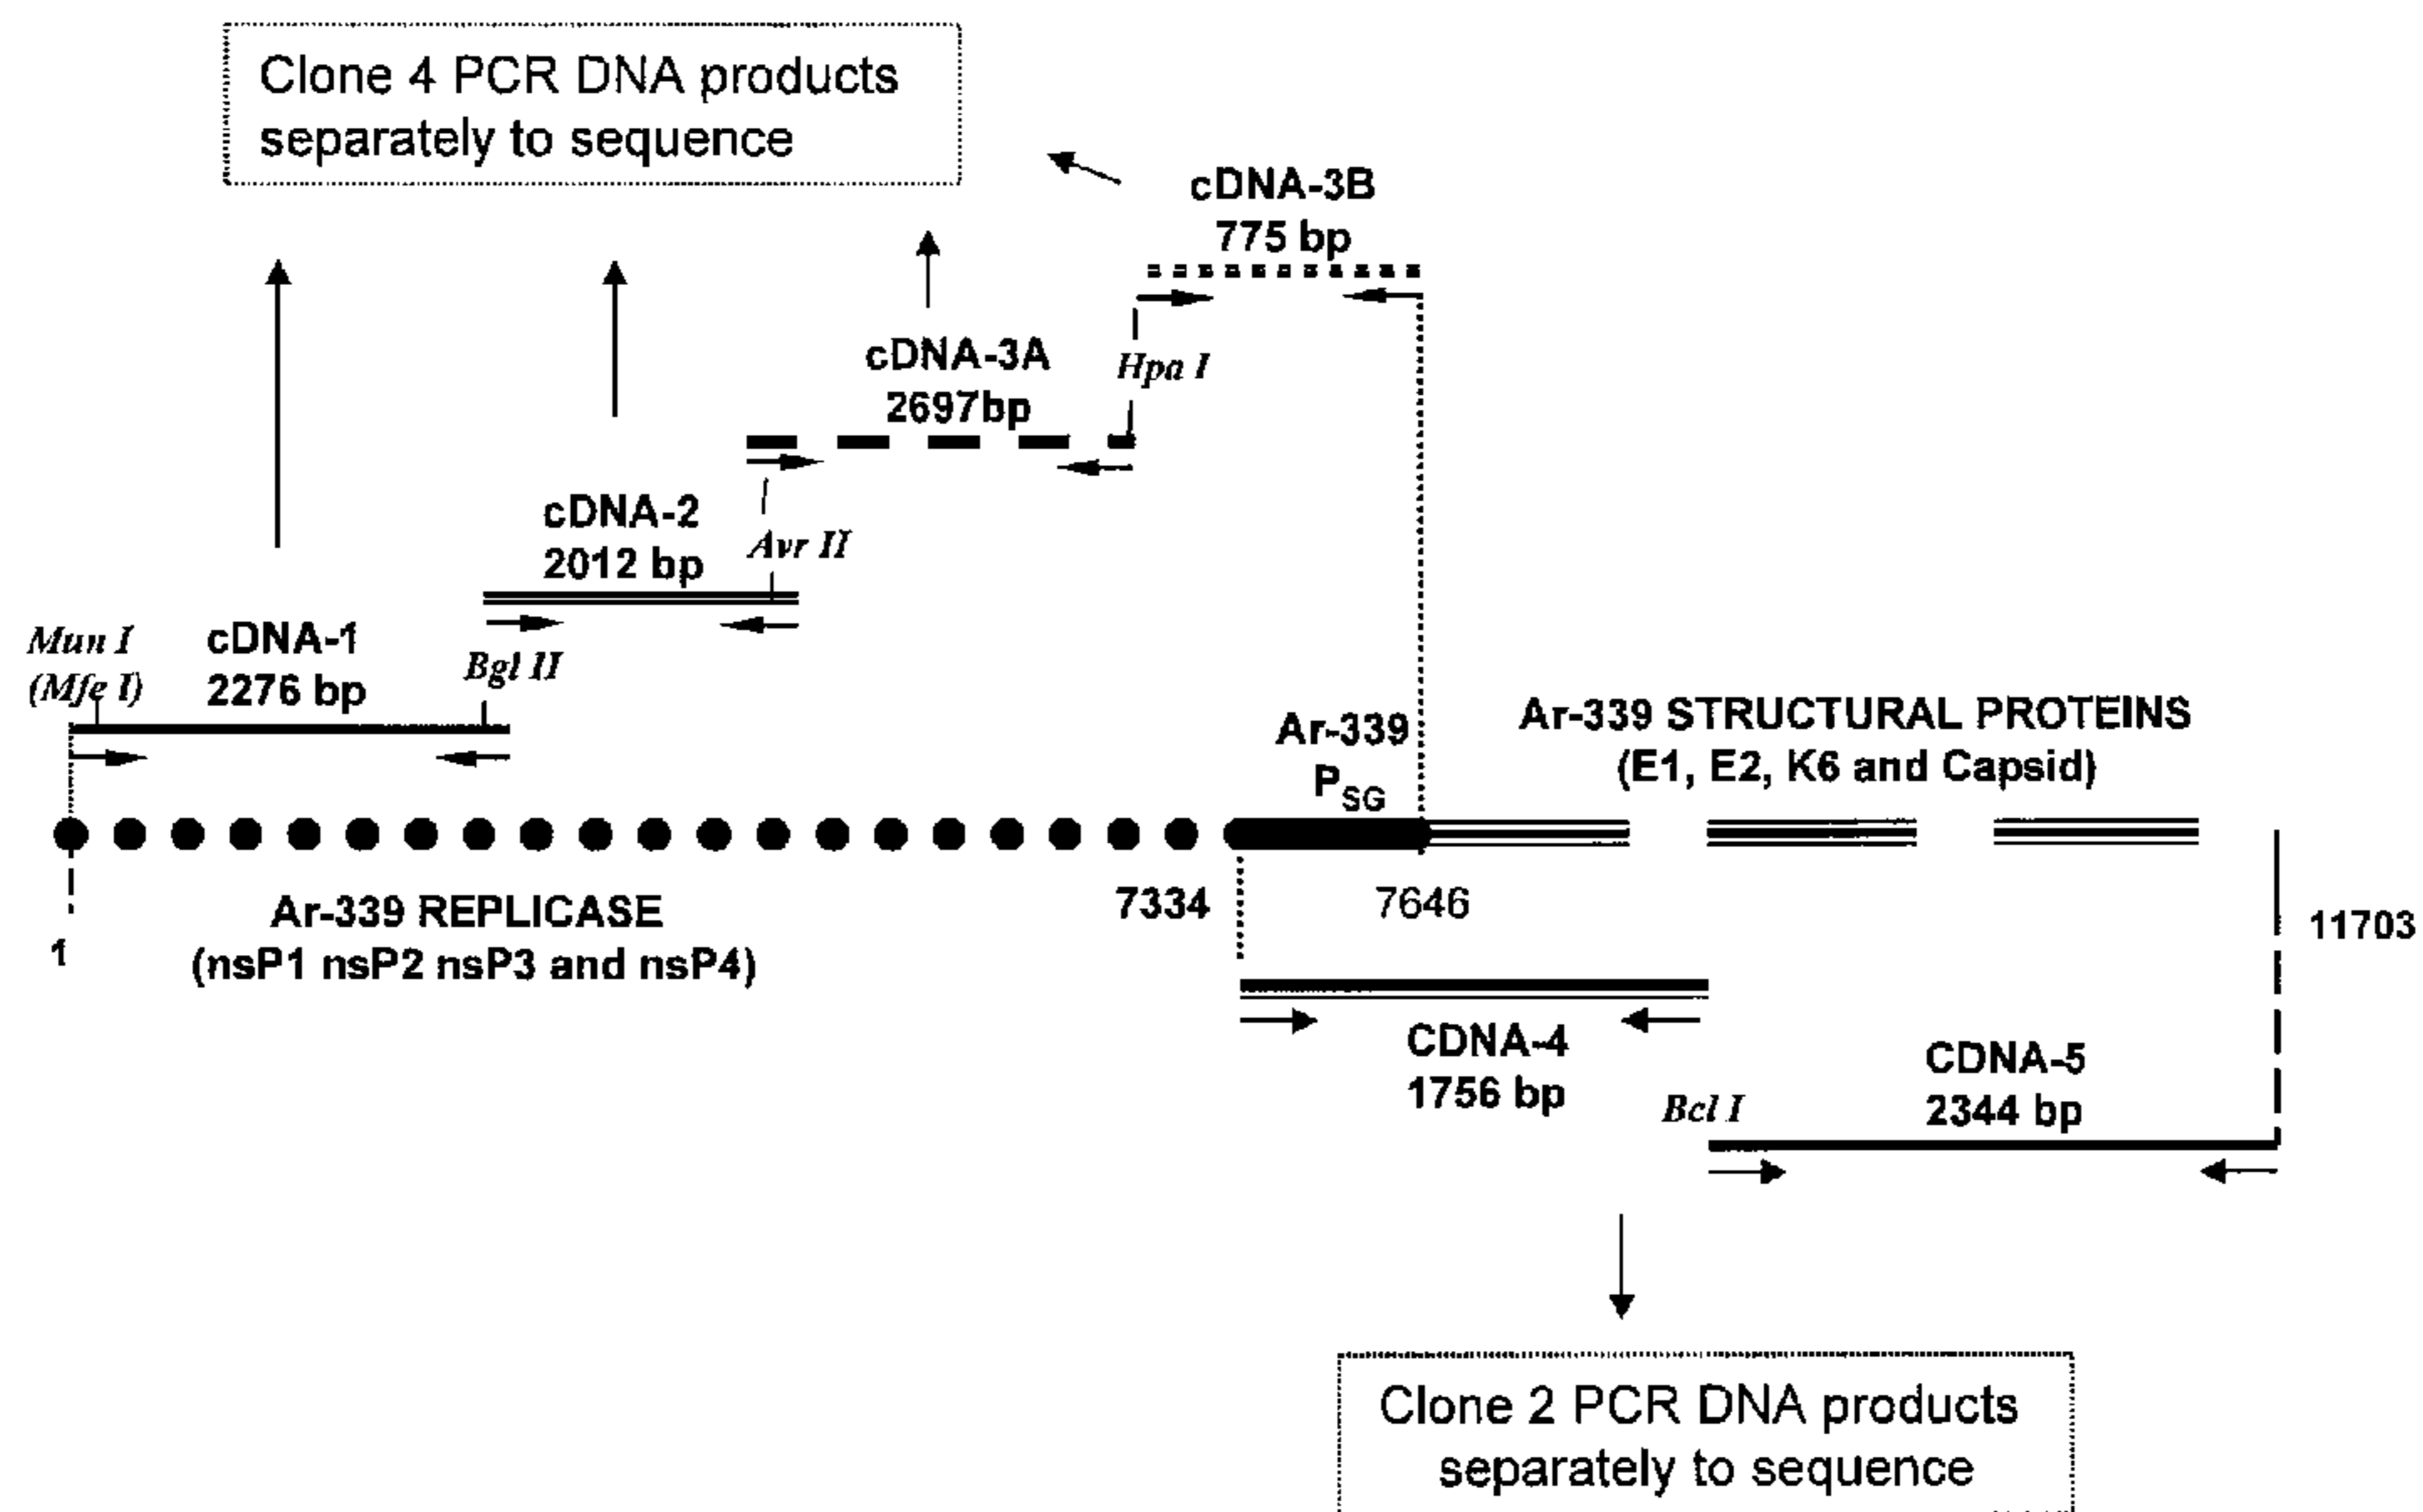 Clone 4 PCR DNA products
separately to sequence
cDNA-3B
775 bp
cDNA-3A
2697bp
Hpa I
cDNA-2
2012 bp
Avr II
Mun I
(Mfe I)
cDNA-1
2276 bp
Bgl II
Ar-339
PSG
Ar-339 STRUCTURAL PROTEINS
(E1, E2, K6 and Capsid)
1
Ar-339 REPLICASE
(nsP1 nsP2 nsP3 and nsP4)
7334
7646
11703
CDNA-4
1756 bp
Bcl I
CDNA-5
2344 bp
Clone 2 PCR DNA products
separately to sequence